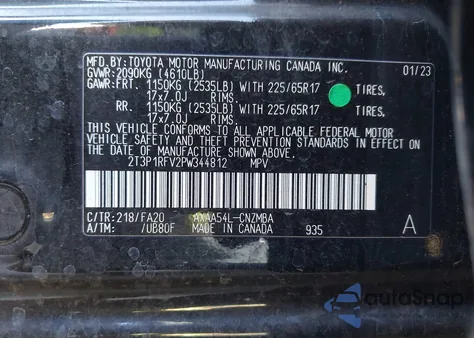 MFD.BY:TOYOTA MOTOR MANUFACTURING CANADA INC.
GVWR:2090KG (4610LB) 01/23
GAWR:FRT. 1150KG (2535LB) WITH 225/65R17 TIRES,
17x7.0J RIMS.
RR. 1150KG (2535LB) WITH 225/65R17 TIRES,
17x7.0J RIMS.
THIS VEHICLE CONFORMS TO ALL APPLICABLE FEDERAL MOTOR
VEHICLE SAFETY AND THEFT PREVENTION STANDARDS IN EFFECT
ON THE DATE OF MANUFACTURE SHOWN ABOVE.
2T3P1RFV2PW344812 MPV
C/TR:218/FA20 AXAA54L-CNZMBA
A/TM: /UB80F MADE IN CANADA 935 A
autoSnap